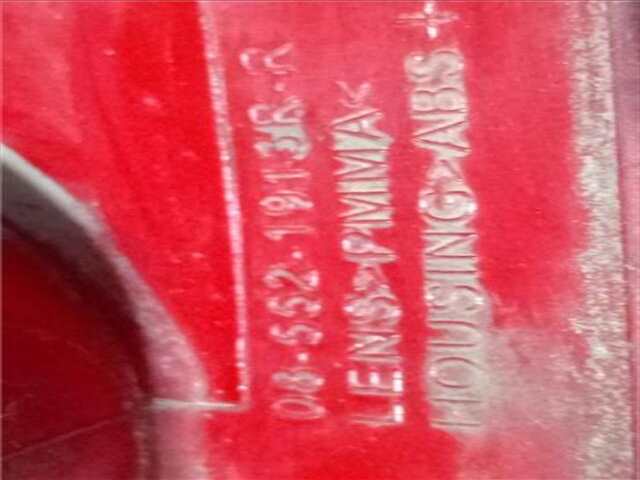 08-552-1913R-R
LENS>PMMA<
HOUSING>ABS+